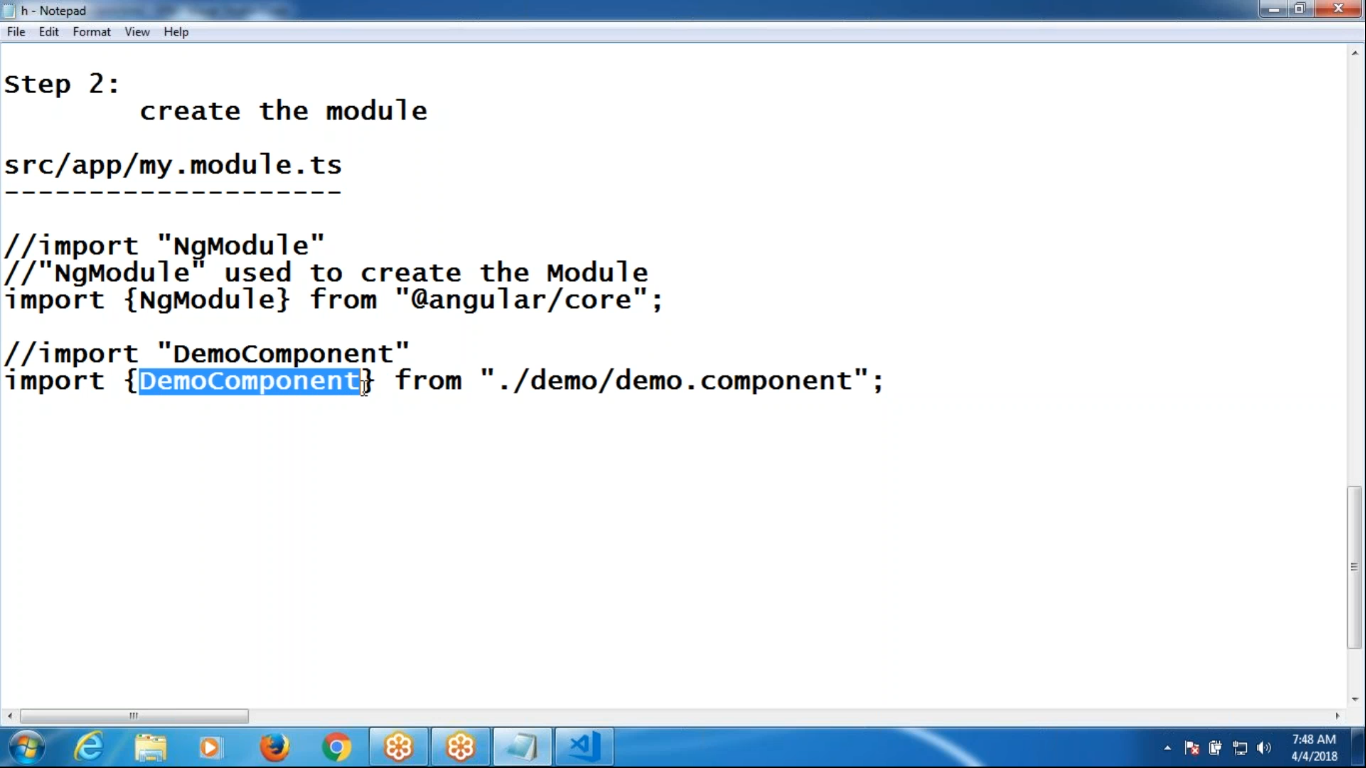 h - Notepad
File Edit Format View Help
Step 2:
create the module
src/app/my.module.ts
--------------------
//import "NgModule"
//"NgModule" used to create the Module
import {NgModule} from "@angular/core";
//import "DemoComponent"
import {DemoComponent} from "./demo/demo.component";
7:48 AM
4/4/2018